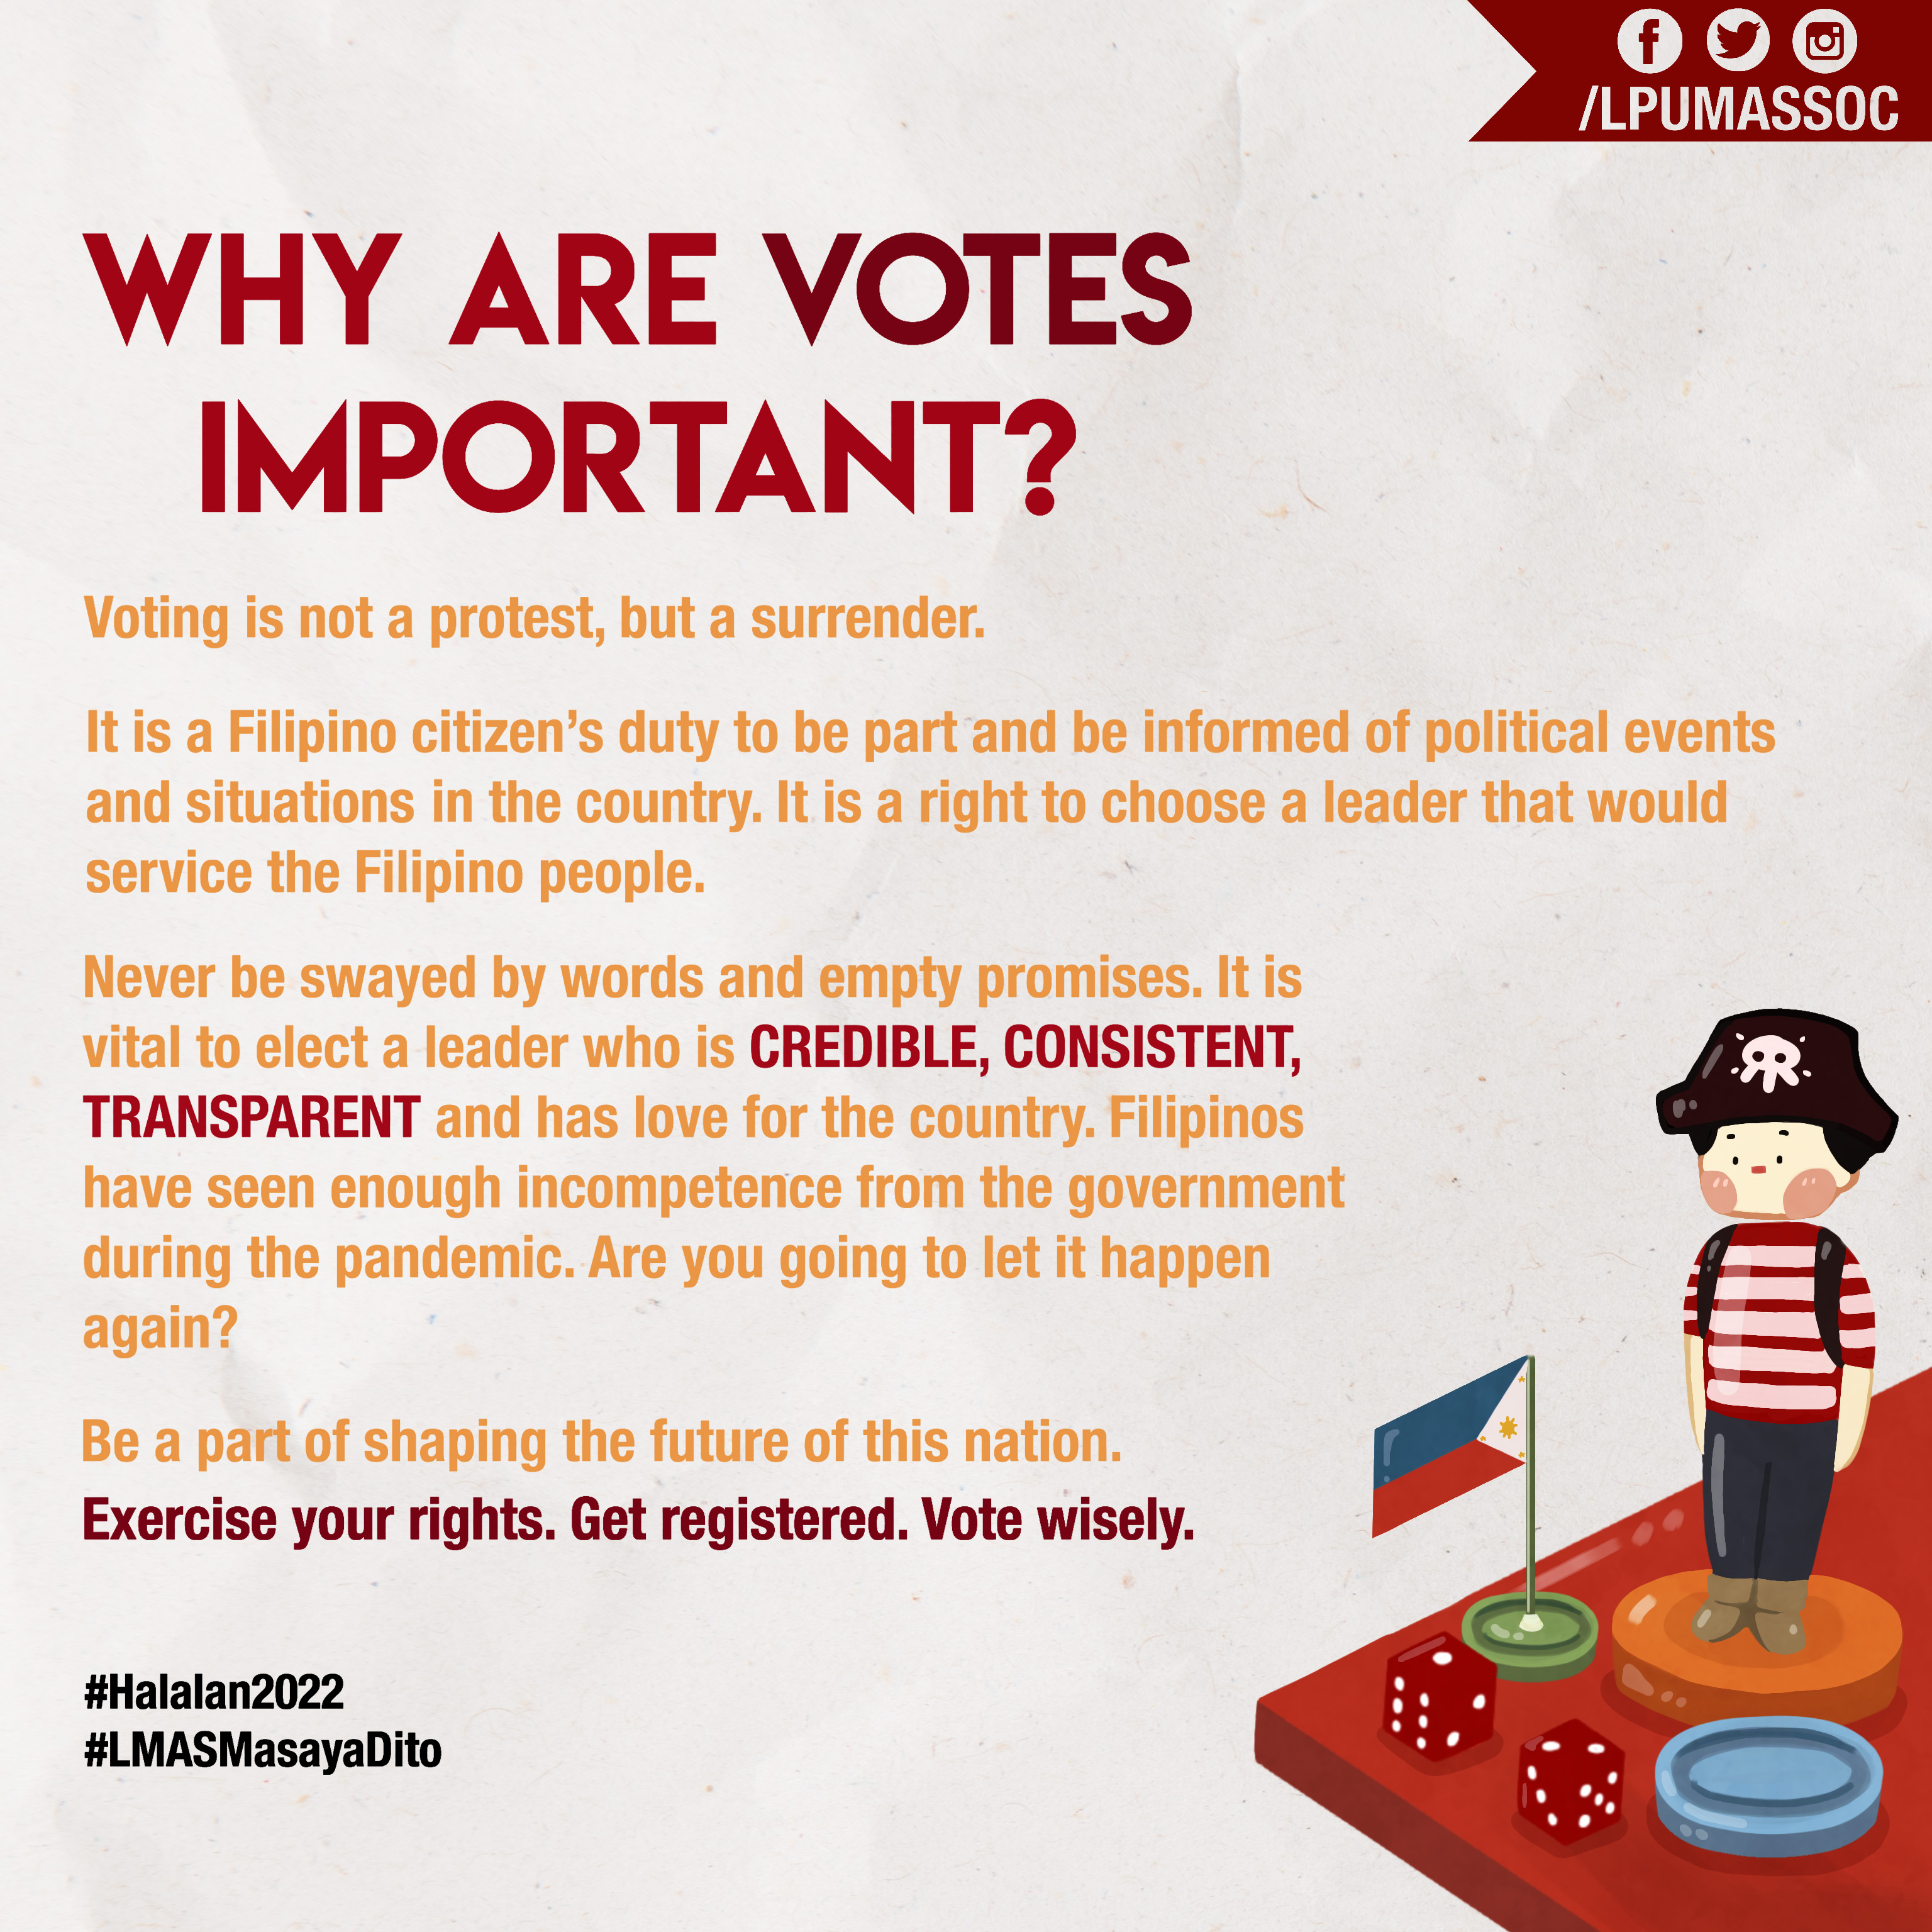 /LPUMASSOC
WHY ARE VOTES
IMPORTANT?
Voting is not a protest, but a surrender.
It is a Filipino citizen’s duty to be part and be informed of political events
and situations in the country. It is a right to choose a leader that would
service the Filipino people.
Never be swayed by words and empty promises. It is
vital to elect a leader who is CREDIBLE, CONSISTENT,
TRANSPARENT and has love for the country. Filipinos
have seen enough incompetence from the government
during the pandemic. Are you going to let it happen
again?
Be a part of shaping the future of this nation.
Exercise your rights. Get registered. Vote wisely.
#Halalan2022
#LMASMasayaDito